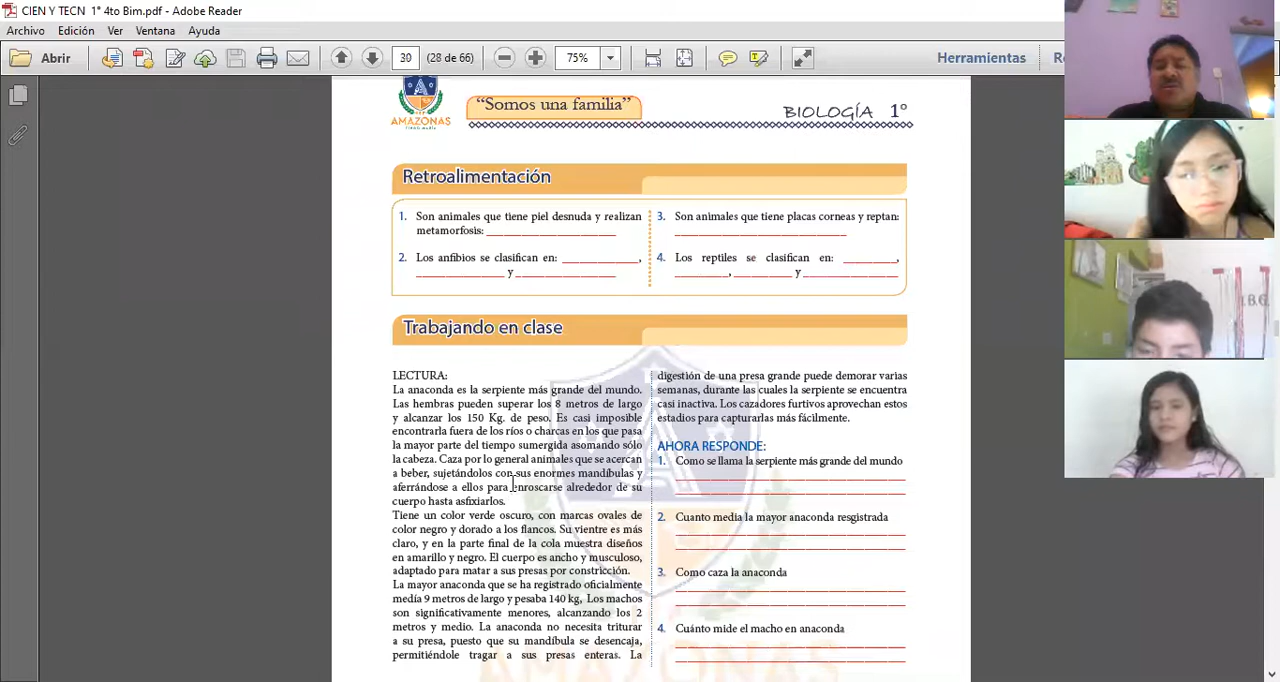 CIEN Y TECN 1° 4to Bim.pdf - Adobe Reader
Archivo Edición Ver Ventana Ayuda
Abrir
30
(28 de 66)
75%
Herramientas
AMAZONAS
“Somos una familia”
BIOLOGÍA 1°
Retroalimentación
1. Son animales que tiene piel desnuda y realizan
metamorfosis: ____________________
2. Los anfibios se clasifican en: ____________,
______________ y ________________
3. Son animales que tiene placas corneas y reptan:
___________________________
4. Los reptiles se clasifican en: ________,
________, _________ y _______________
Trabajando en clase
LECTURA:
La anaconda es la serpiente más grande del mundo.
Las hembras pueden superar los 8 metros de largo
y alcanzar los 150 Kg. de peso. Es casi imposible
encontrarla fuera de los ríos o charcas en los que pasa
la mayor parte del tiempo sumergida asomando sólo
la cabeza. Caza por lo general animales que se acercan
a beber, sujetándolos con sus enormes mandíbulas y
aferrándose a ellos para enroscarse alrededor de su
cuerpo hasta asfixiarlos.
Tiene un color verde oscuro, con marcas ovales de
color negro y dorado a los flancos. Su vientre es más
claro, y en la parte final de la cola muestra diseños
en amarillo y negro. El cuerpo es ancho y musculoso,
adaptado para matar a sus presas por constricción.
La mayor anaconda que se ha registrado oficialmente
medía 9 metros de largo y pesaba 140 kg, Los machos
son significativamente menores, alcanzando los 2
metros y medio. La anaconda no necesita triturar
a su presa, puesto que su mandíbula se desencaja,
permitiéndole tragar a sus presas enteras. La
digestión de una presa grande puede demorar varias
semanas, durante las cuales la serpiente se encuentra
casi inactiva. Los cazadores furtivos aprovechan estos
estadios para capturarlas más fácilmente.
AHORA RESPONDE:
1. Como se llama la serpiente más grande del mundo
2. Cuanto media la mayor anaconda resgistrada
3. Como caza la anaconda
4. Cuánto mide el macho en anaconda
AMAZONAS